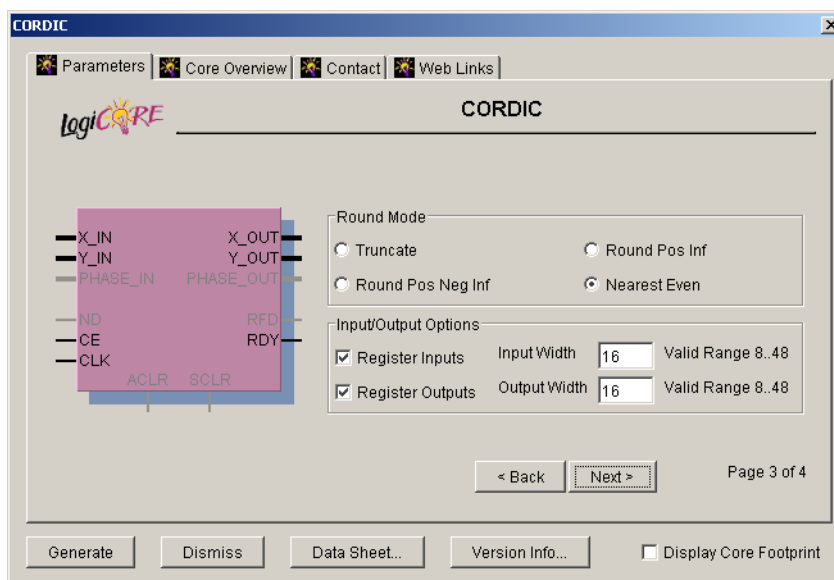 CORDIC
Parameters Core Overview Contact Web Links
LogiCORE
CORDIC
X_IN X_OUT
Y_IN Y_OUT
PHASE_IN PHASE_OUT
ND RFD
CE RDY
CLK
ACLR SCLR
Round Mode
Truncate Round Pos Inf
Round Pos Neg Inf Nearest Even
Input/Output Options
Register Inputs Input Width 16 Valid Range 8..48
Register Outputs Output Width 16 Valid Range 8..48
< Back Next > Page 3 of 4
Generate Dismiss Data Sheet... Version Info... Display Core Footprint